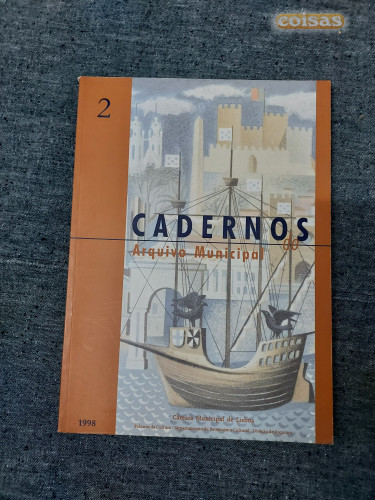 coisas
2
CADERNOS
do
Arquivo Municipal
Câmara Municipal de Lisboa
1998